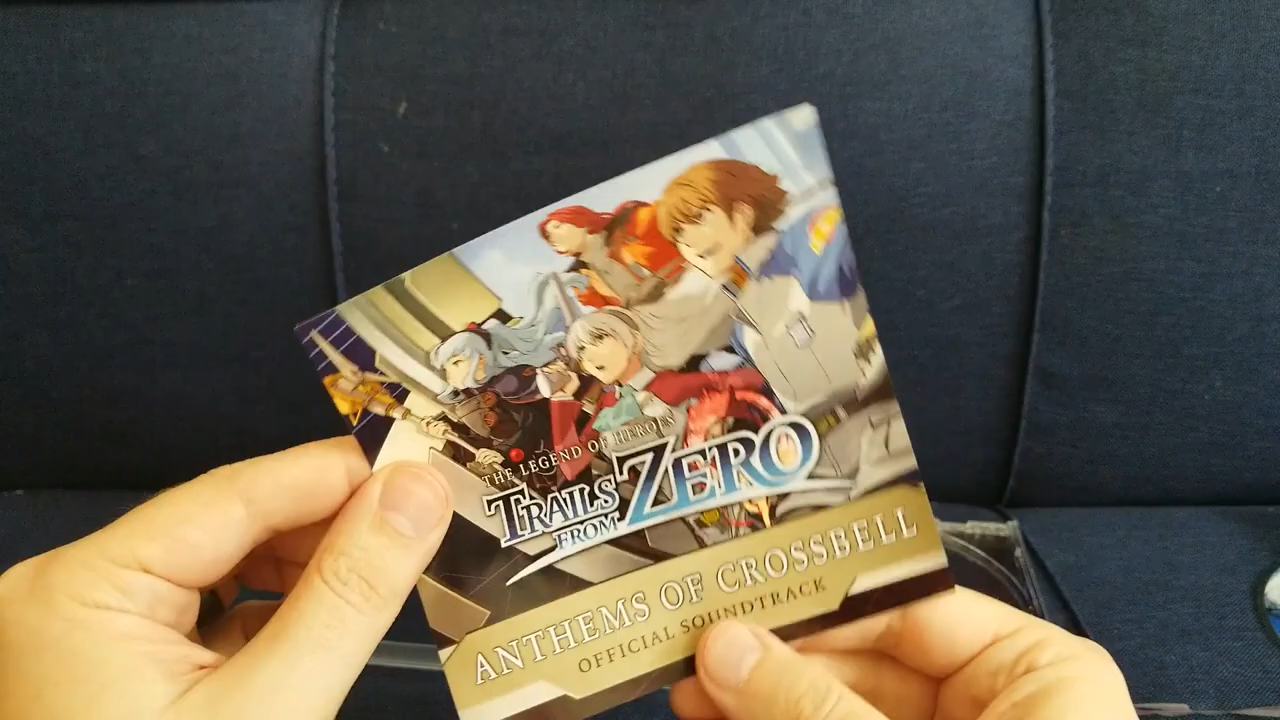 THE LEGEND OF HEROES
TRAILS
FROM ZERO
ANTHEMS OF CROSSBELL
OFFICIAL SOUNDTRACK